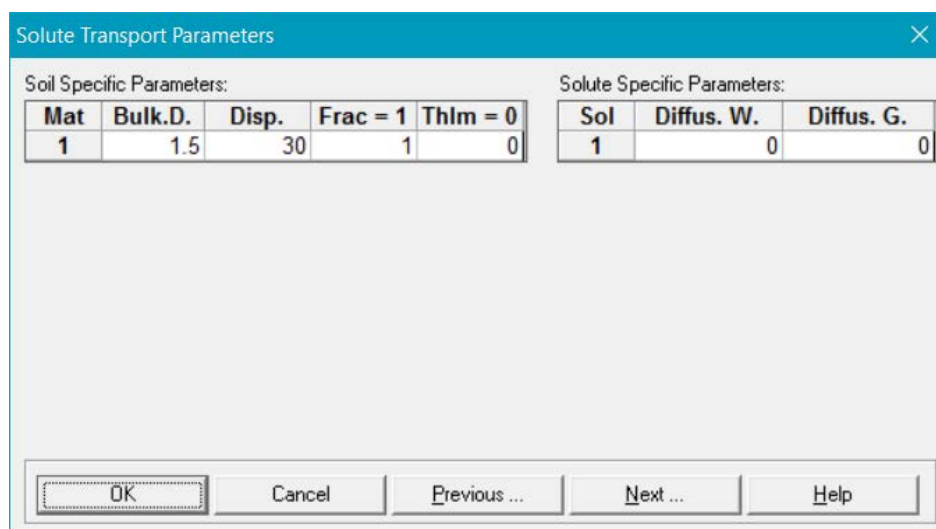 Solute Transport Parameters
Soil Specific Parameters:
Mat Bulk.D. Disp. Frac = 1 ThIm = 0
1 1.5 30 1 0
Solute Specific Parameters:
Sol Diffus. W. Diffus. G.
1 0 0
OK Cancel Previous ... Next ... Help